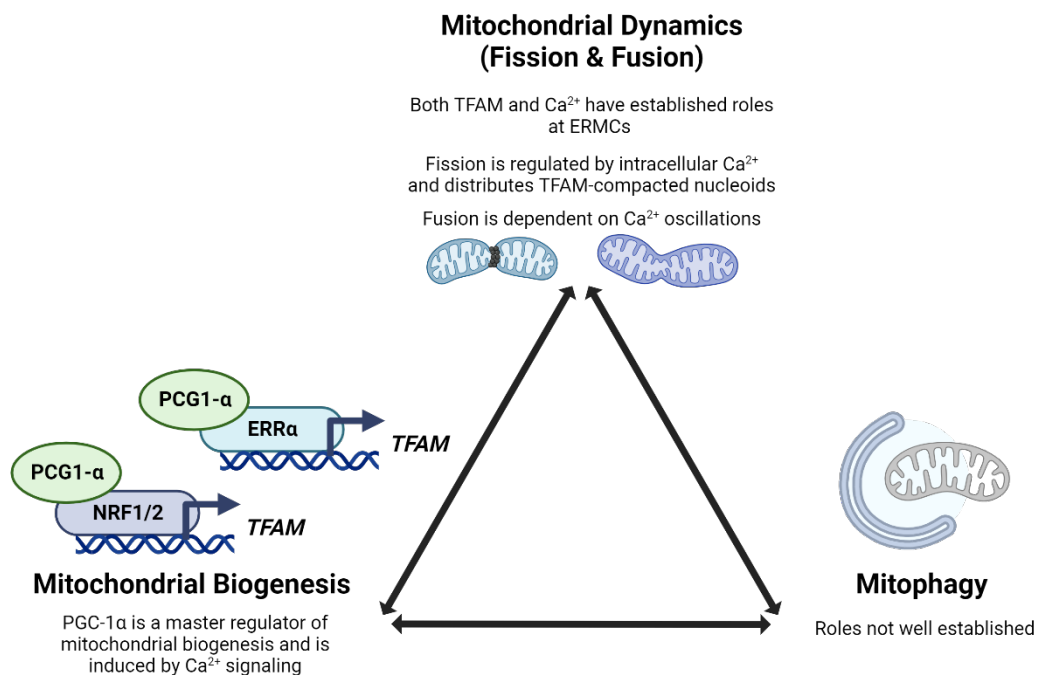 Mitochondrial Dynamics
(Fission & Fusion)
Both TFAM and Ca²⁺ have established roles
at ERMCs
Fission is regulated by intracellular Ca²⁺
and distributes TFAM-compacted nucleoids
Fusion is dependent on Ca²⁺ oscillations
PCG1-α
ERRα
TFAM
PCG1-α
NRF1/2
TFAM
Mitochondrial Biogenesis
PGC-1α is a master regulator of
mitochondrial biogenesis and is
induced by Ca²⁺ signaling
Mitophagy
Roles not well established